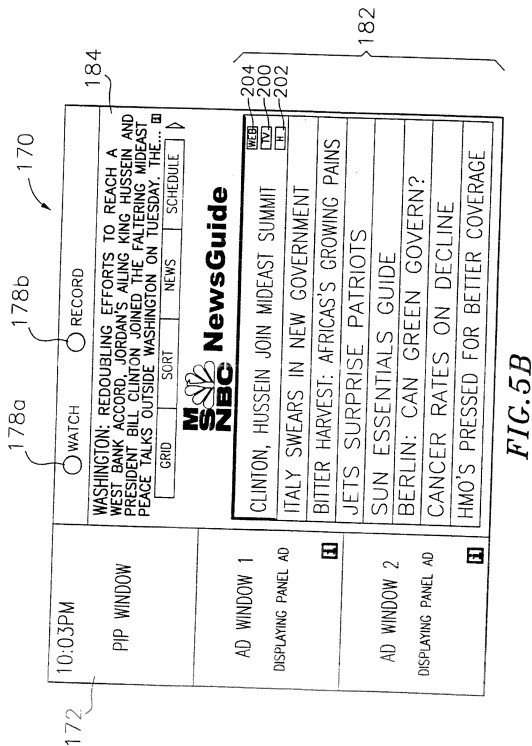 170
178a
178b
10:03PM
WATCH
RECORD
172
PIP WINDOW
WASHINGTON: REDOUBLING EFFORTS TO REACH A
WEST BANK ACCORD, JORDAN'S AILING KING HUSSEIN AND
PRESIDENT BILL CLINTON JOINED THE FALTERING MIDEAST
PEACE TALKS OUTSIDE WASHINGTON ON TUESDAY. THE... i
184
GRID SORT NEWS SCHEDULE
MSNBC NewsGuide
AD WINDOW 1
DISPLAYING PANEL AD
i
CLINTON, HUSSEIN JOIN MIDEAST SUMMIT WEB TV H
204
200
202
ITALY SWEARS IN NEW GOVERNMENT
BITTER HARVEST: AFRICAS'S GROWING PAINS
JETS SURPRISE PATRIOTS
SUN ESSENTIALS GUIDE
BERLIN: CAN GREEN GOVERN?
CANCER RATES ON DECLINE
HMO'S PRESSED FOR BETTER COVERAGE
182
AD WINDOW 2
DISPLAYING PANEL AD
i
FIG.5B